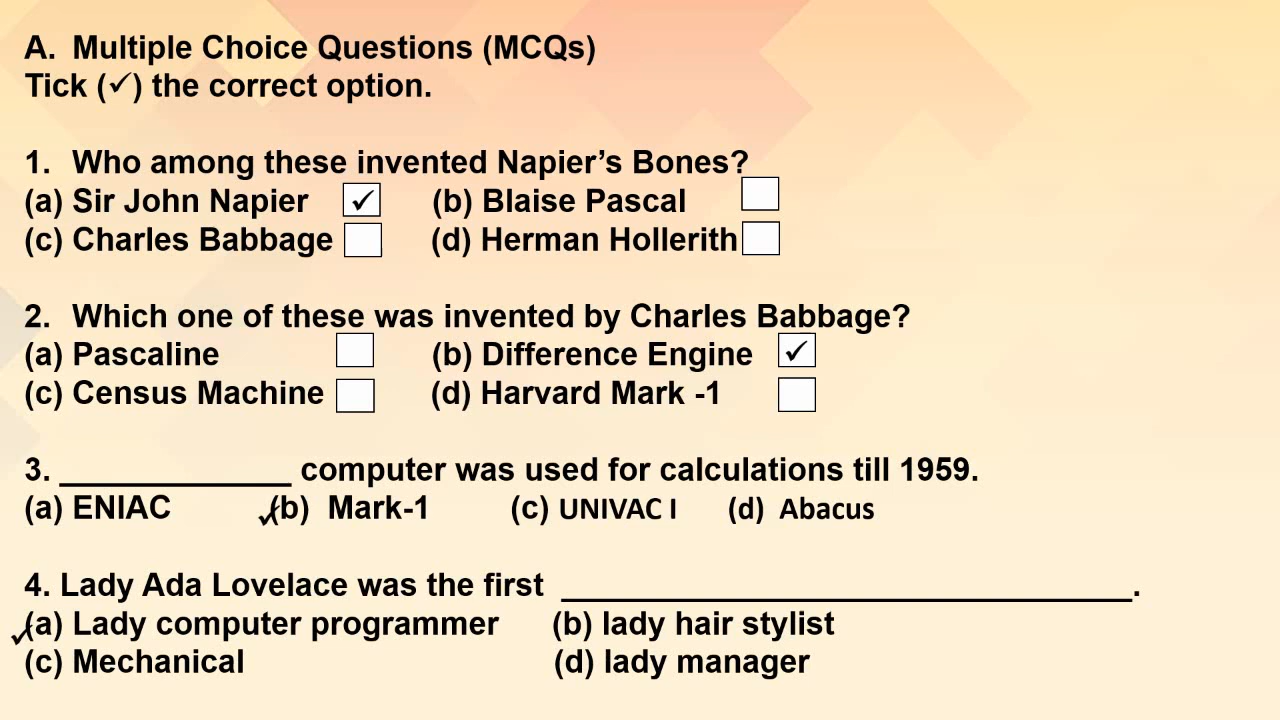 A. Multiple Choice Questions (MCQs)
Tick (✓) the correct option.
1. Who among these invented Napier’s Bones?
(a) Sir John Napier ✓ (b) Blaise Pascal
(c) Charles Babbage (d) Herman Hollerith
2. Which one of these was invented by Charles Babbage?
(a) Pascaline (b) Difference Engine ✓
(c) Census Machine (d) Harvard Mark -1
3. _____________ computer was used for calculations till 1959.
(a) ENIAC ✓(b) Mark-1 (c) UNIVAC I (d) Abacus
4. Lady Ada Lovelace was the first ________________________________.
✓(a) Lady computer programmer (b) lady hair stylist
(c) Mechanical (d) lady manager